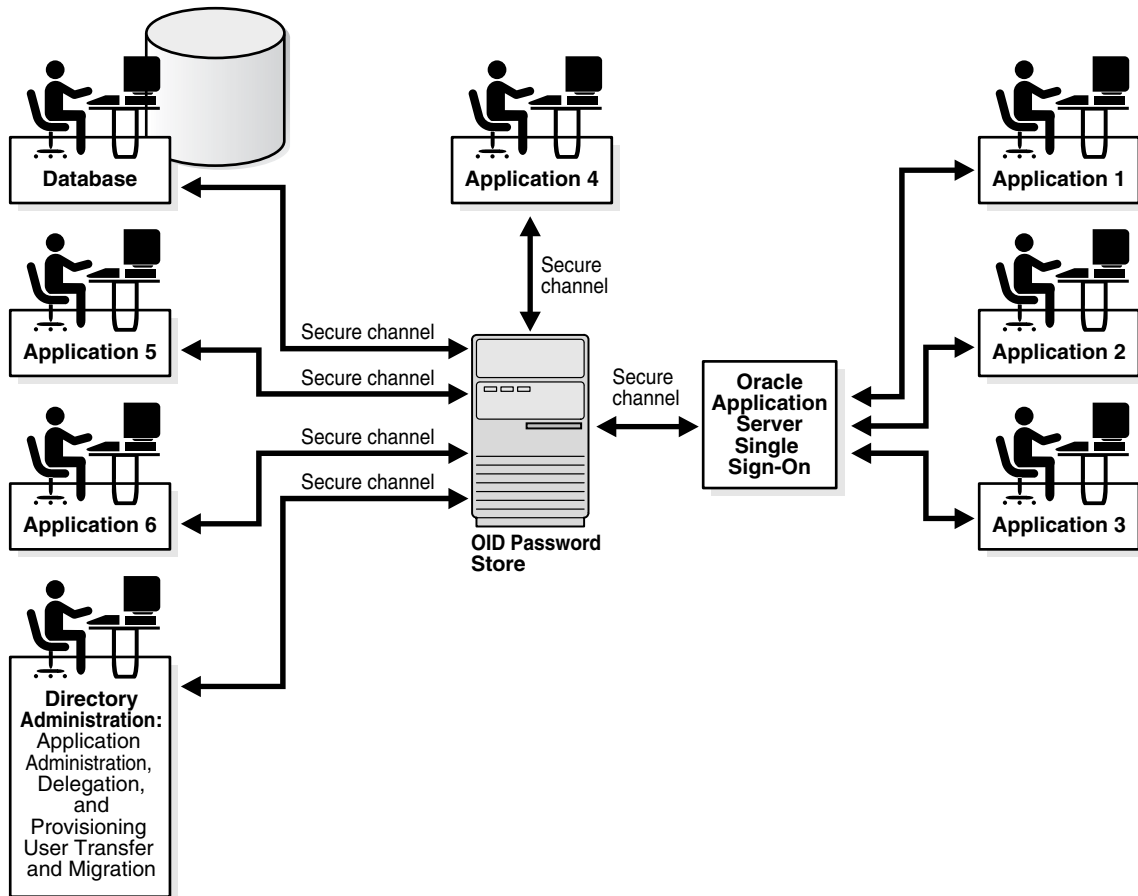 Database
Application 4
Application 1
Secure
channel
Application 5
Secure channel
Application 2
Secure channel
Secure
channel
Oracle
Application
Server
Single
Sign-On
Secure channel
Application 6
Secure channel
Application 3
OID Password
Store
Directory
Administration:
Application
Administration,
Delegation,
and
Provisioning
User Transfer
and Migration